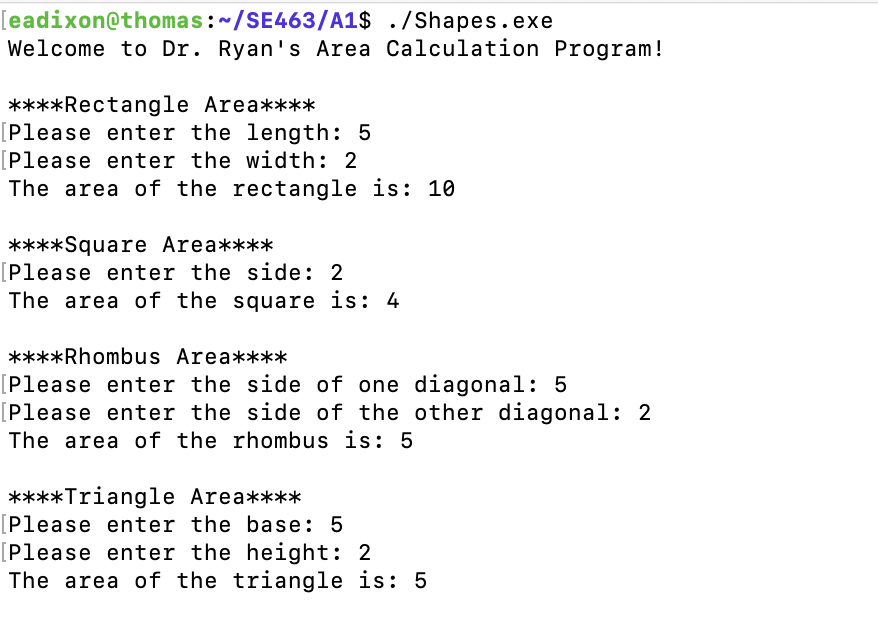 [eadixon@thomas:~/SE463/A1$ ./Shapes.exe
Welcome to Dr. Ryan's Area Calculation Program!
****Rectangle Area****
[Please enter the length: 5
[Please enter the width: 2
The area of the rectangle is: 10
****Square Area****
[Please enter the side: 2
The area of the square is: 4
****Rhombus Area****
[Please enter the side of one diagonal: 5
[Please enter the side of the other diagonal: 2
The area of the rhombus is: 5
****Triangle Area****
[Please enter the base: 5
[Please enter the height: 2
The area of the triangle is: 5